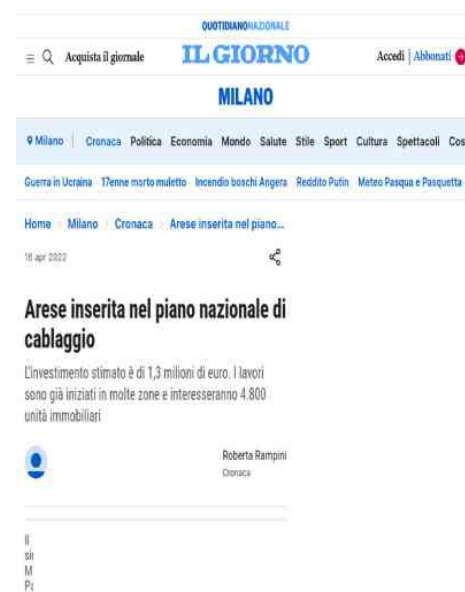 QUOTIDIANONAZIONALE
Acquista il giornale IL GIORNO Accedi | Abbonati
MILANO
Milano | Cronaca Politica Economia Mondo Salute Stile Sport Cultura Spettacoli Cos
Guerra in Ucraina 17enne morto muletto Incendio boschi Angera Reddito Putin Meteo Pasqua e Pasquetta
Home Milano Cronaca Arese inserita nel piano...
18 apr 2022
Arese inserita nel piano nazionale di
cablaggio
L'investimento stimato è di 1,3 milioni di euro. I lavori
sono già iniziati in molte zone e interesseranno 4.800
unità immobiliari
Roberta Rampini
Cronaca
Il
M